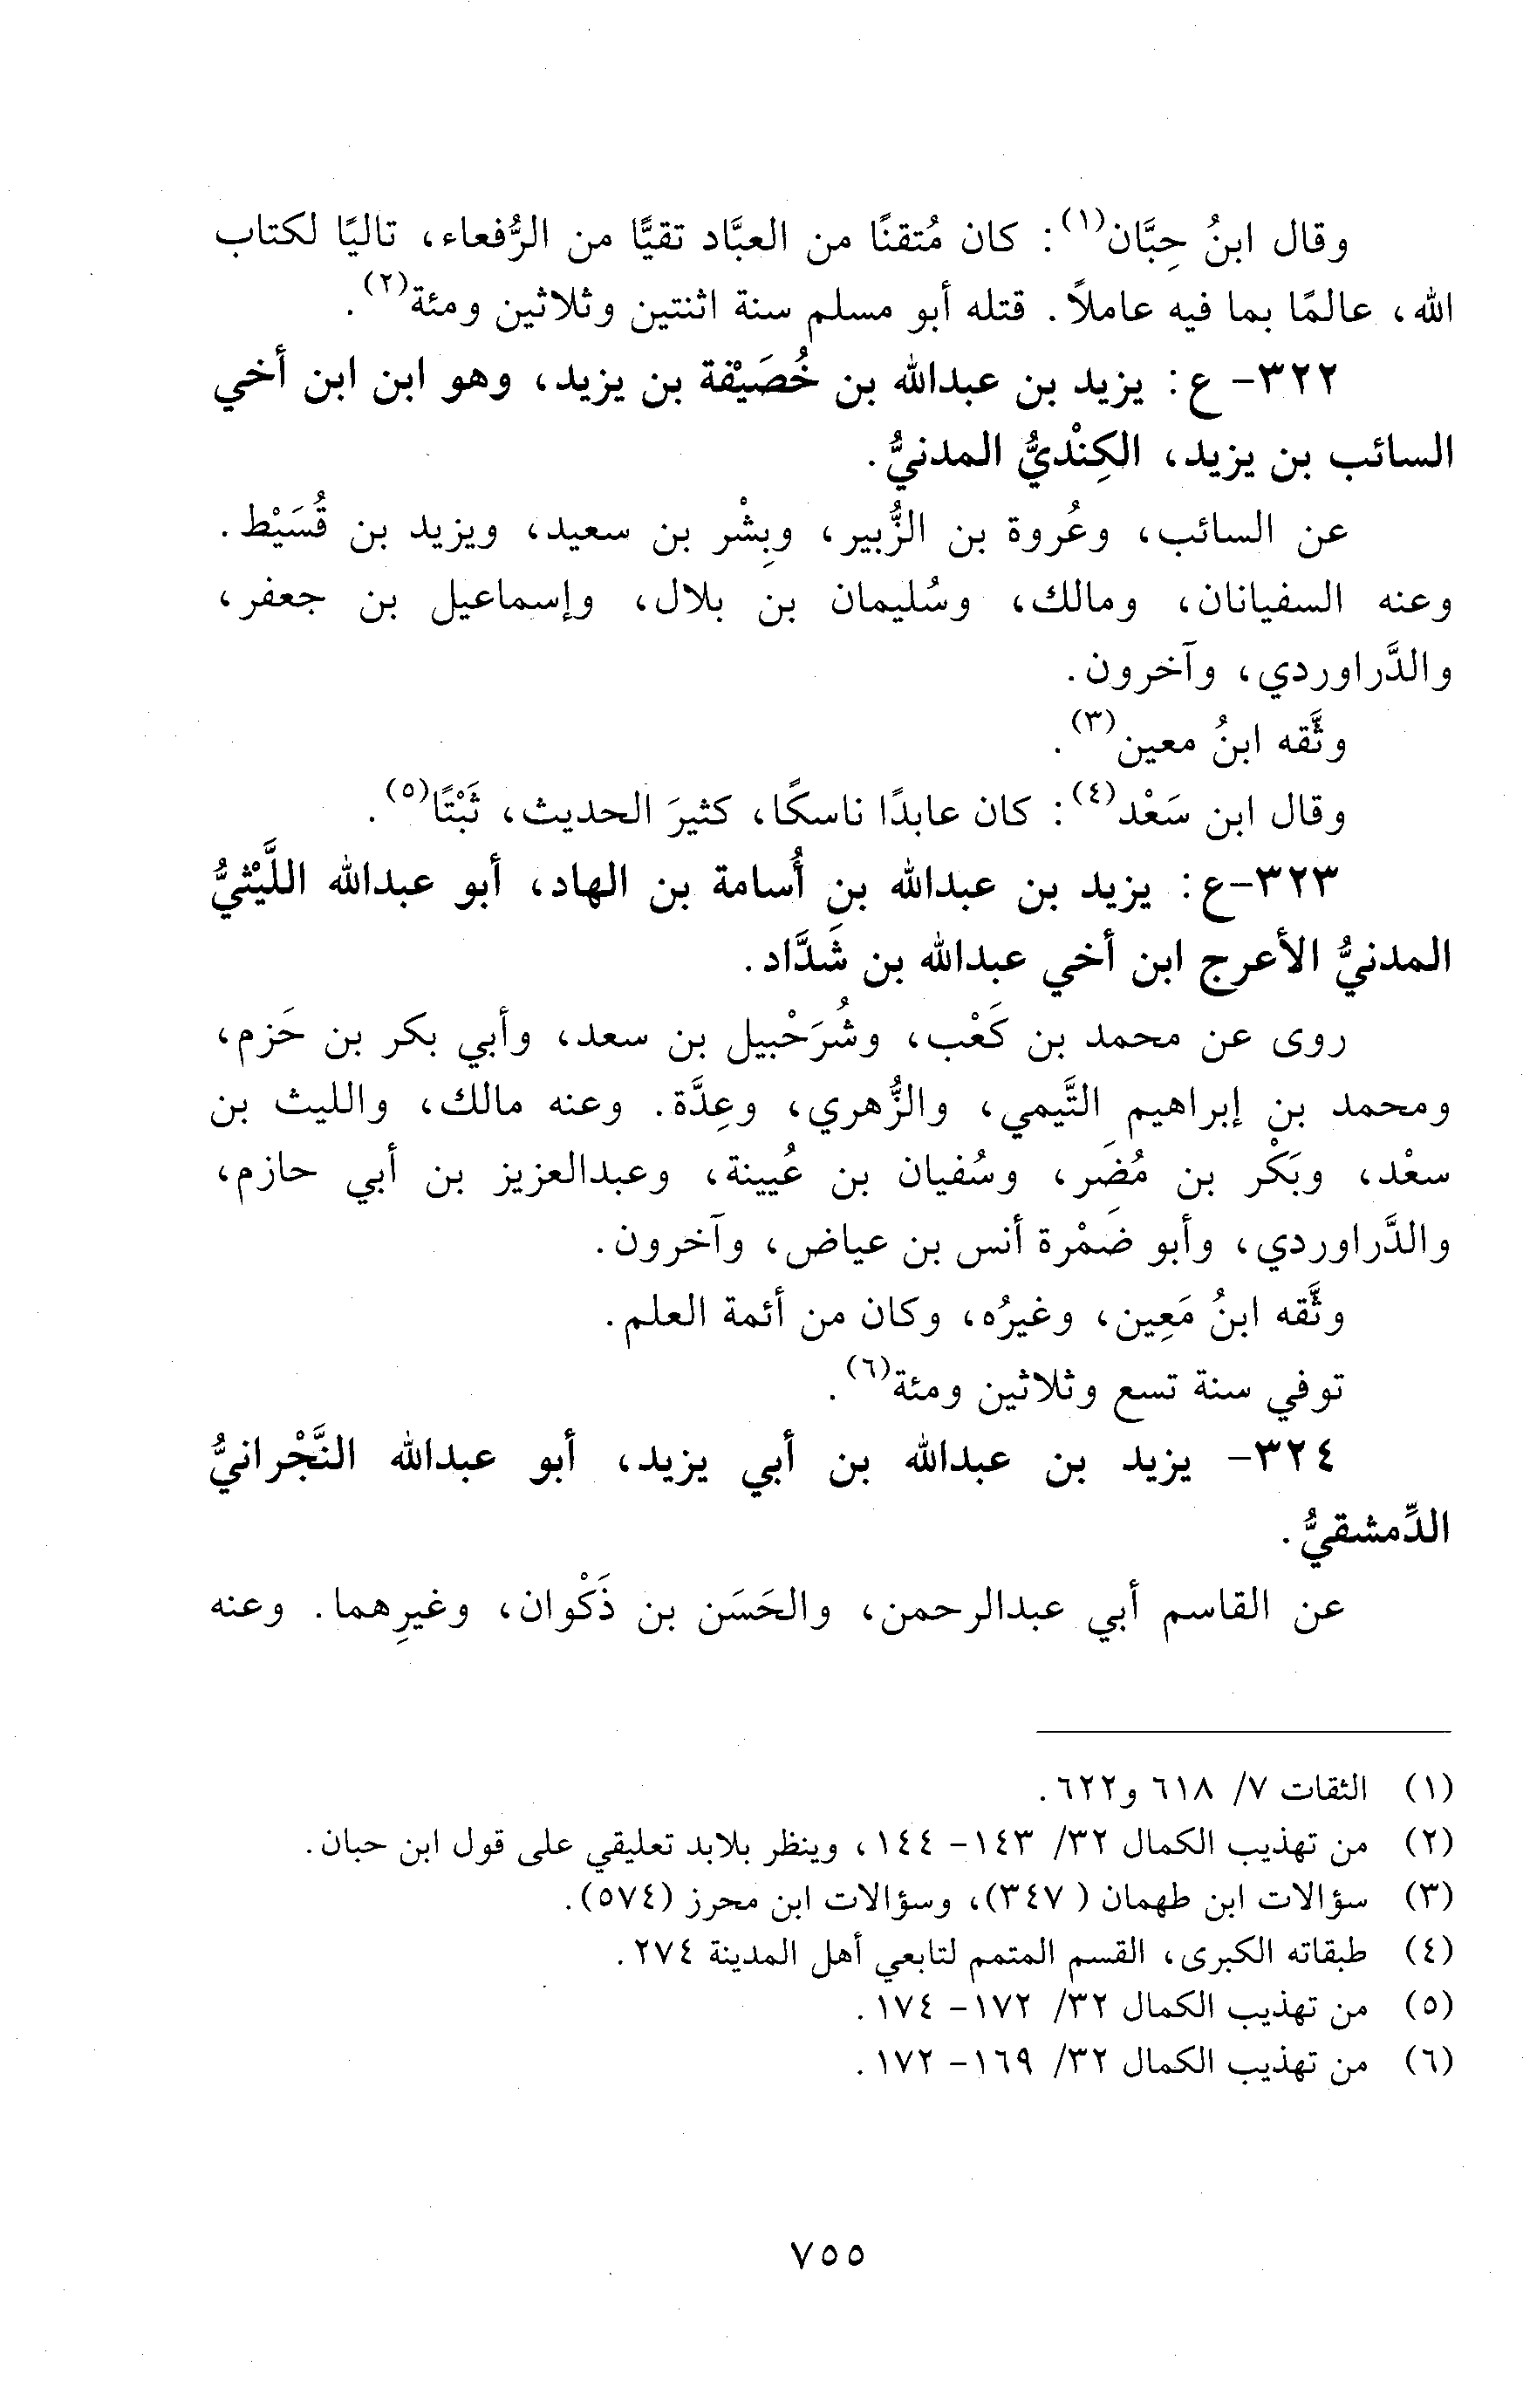 وقال ابنُ حِبَّان(١): كان مُتقنًا من العبَّاد تقيًّا من الرُّفعاء، تاليًا لكتاب
الله، عالمًا بما فيه عاملاً. قتله أبو مسلم سنة اثنتين وثلاثين ومئة(٢).
٣٢٢- ع: يزيد بن عبدالله بن خُصَيْفة بن يزيد، وهو ابن ابن أخي
السائب بن يزيد، الكِنْديُّ المدنيُّ.
عن السائب، وعُروة بن الزُّبير، وبِشْر بن سعيد، ويزيد بن قُسَيْط.
وعنه السفيانان، ومالك، وسُليمان بن بلال، وإسماعيل بن جعفر،
والدَّراوردي، وآخرون.
وثَّقه ابنُ معين(٣).
وقال ابن سَعْد(٤): كان عابدًا ناسكًا، كثيرَ الحديث، ثَبْتًا(٥).
٣٢٣-ع: يزيد بن عبدالله بن أُسامة بن الهاد، أبو عبدالله اللَّيْثيُّ
المدنيُّ الأعرج ابن أخي عبدالله بن شَدَّاد.
روى عن محمد بن كَعْب، وشُرَحْبيل بن سعد، وأبي بكر بن حَزم،
ومحمد بن إبراهيم التَّيمي، والزُّهري، وعِدَّة. وعنه مالك، والليث بن
سعْد، وبَكْر بن مُضَر، وسُفيان بن عُيينة، وعبدالعزيز بن أبي حازم،
والدَّراوردي، وأبو ضَمْرة أنس بن عياض، وآخرون.
وثَّقه ابنُ مَعِين، وغيرُه، وكان من أئمة العلم.
توفي سنة تسع وثلاثين ومئة(٦).
٣٢٤- يزيد بن عبدالله بن أبي يزيد، أبو عبدالله النَّجْرانيُّ
الدِّمشقيُّ.
عن القاسم أبي عبدالرحمن، والحَسَن بن ذَكْوان، وغيرِهما. وعنه
(١) الثقات ٧/ ٦١٨ و٦٢٢.
(٢) من تهذيب الكمال ٣٢/ ١٤٣- ١٤٤، وينظر بلابد تعليقي على قول ابن حبان.
(٣) سؤالات ابن طهمان (٣٤٧)، وسؤالات ابن محرز (٥٧٤).
(٤) طبقاته الكبرى، القسم المتمم لتابعي أهل المدينة ٢٧٤.
(٥) من تهذيب الكمال ٣٢/ ١٧٢- ١٧٤.
(٦) من تهذيب الكمال ٣٢/ ١٦٩- ١٧٢.
٧٥٥